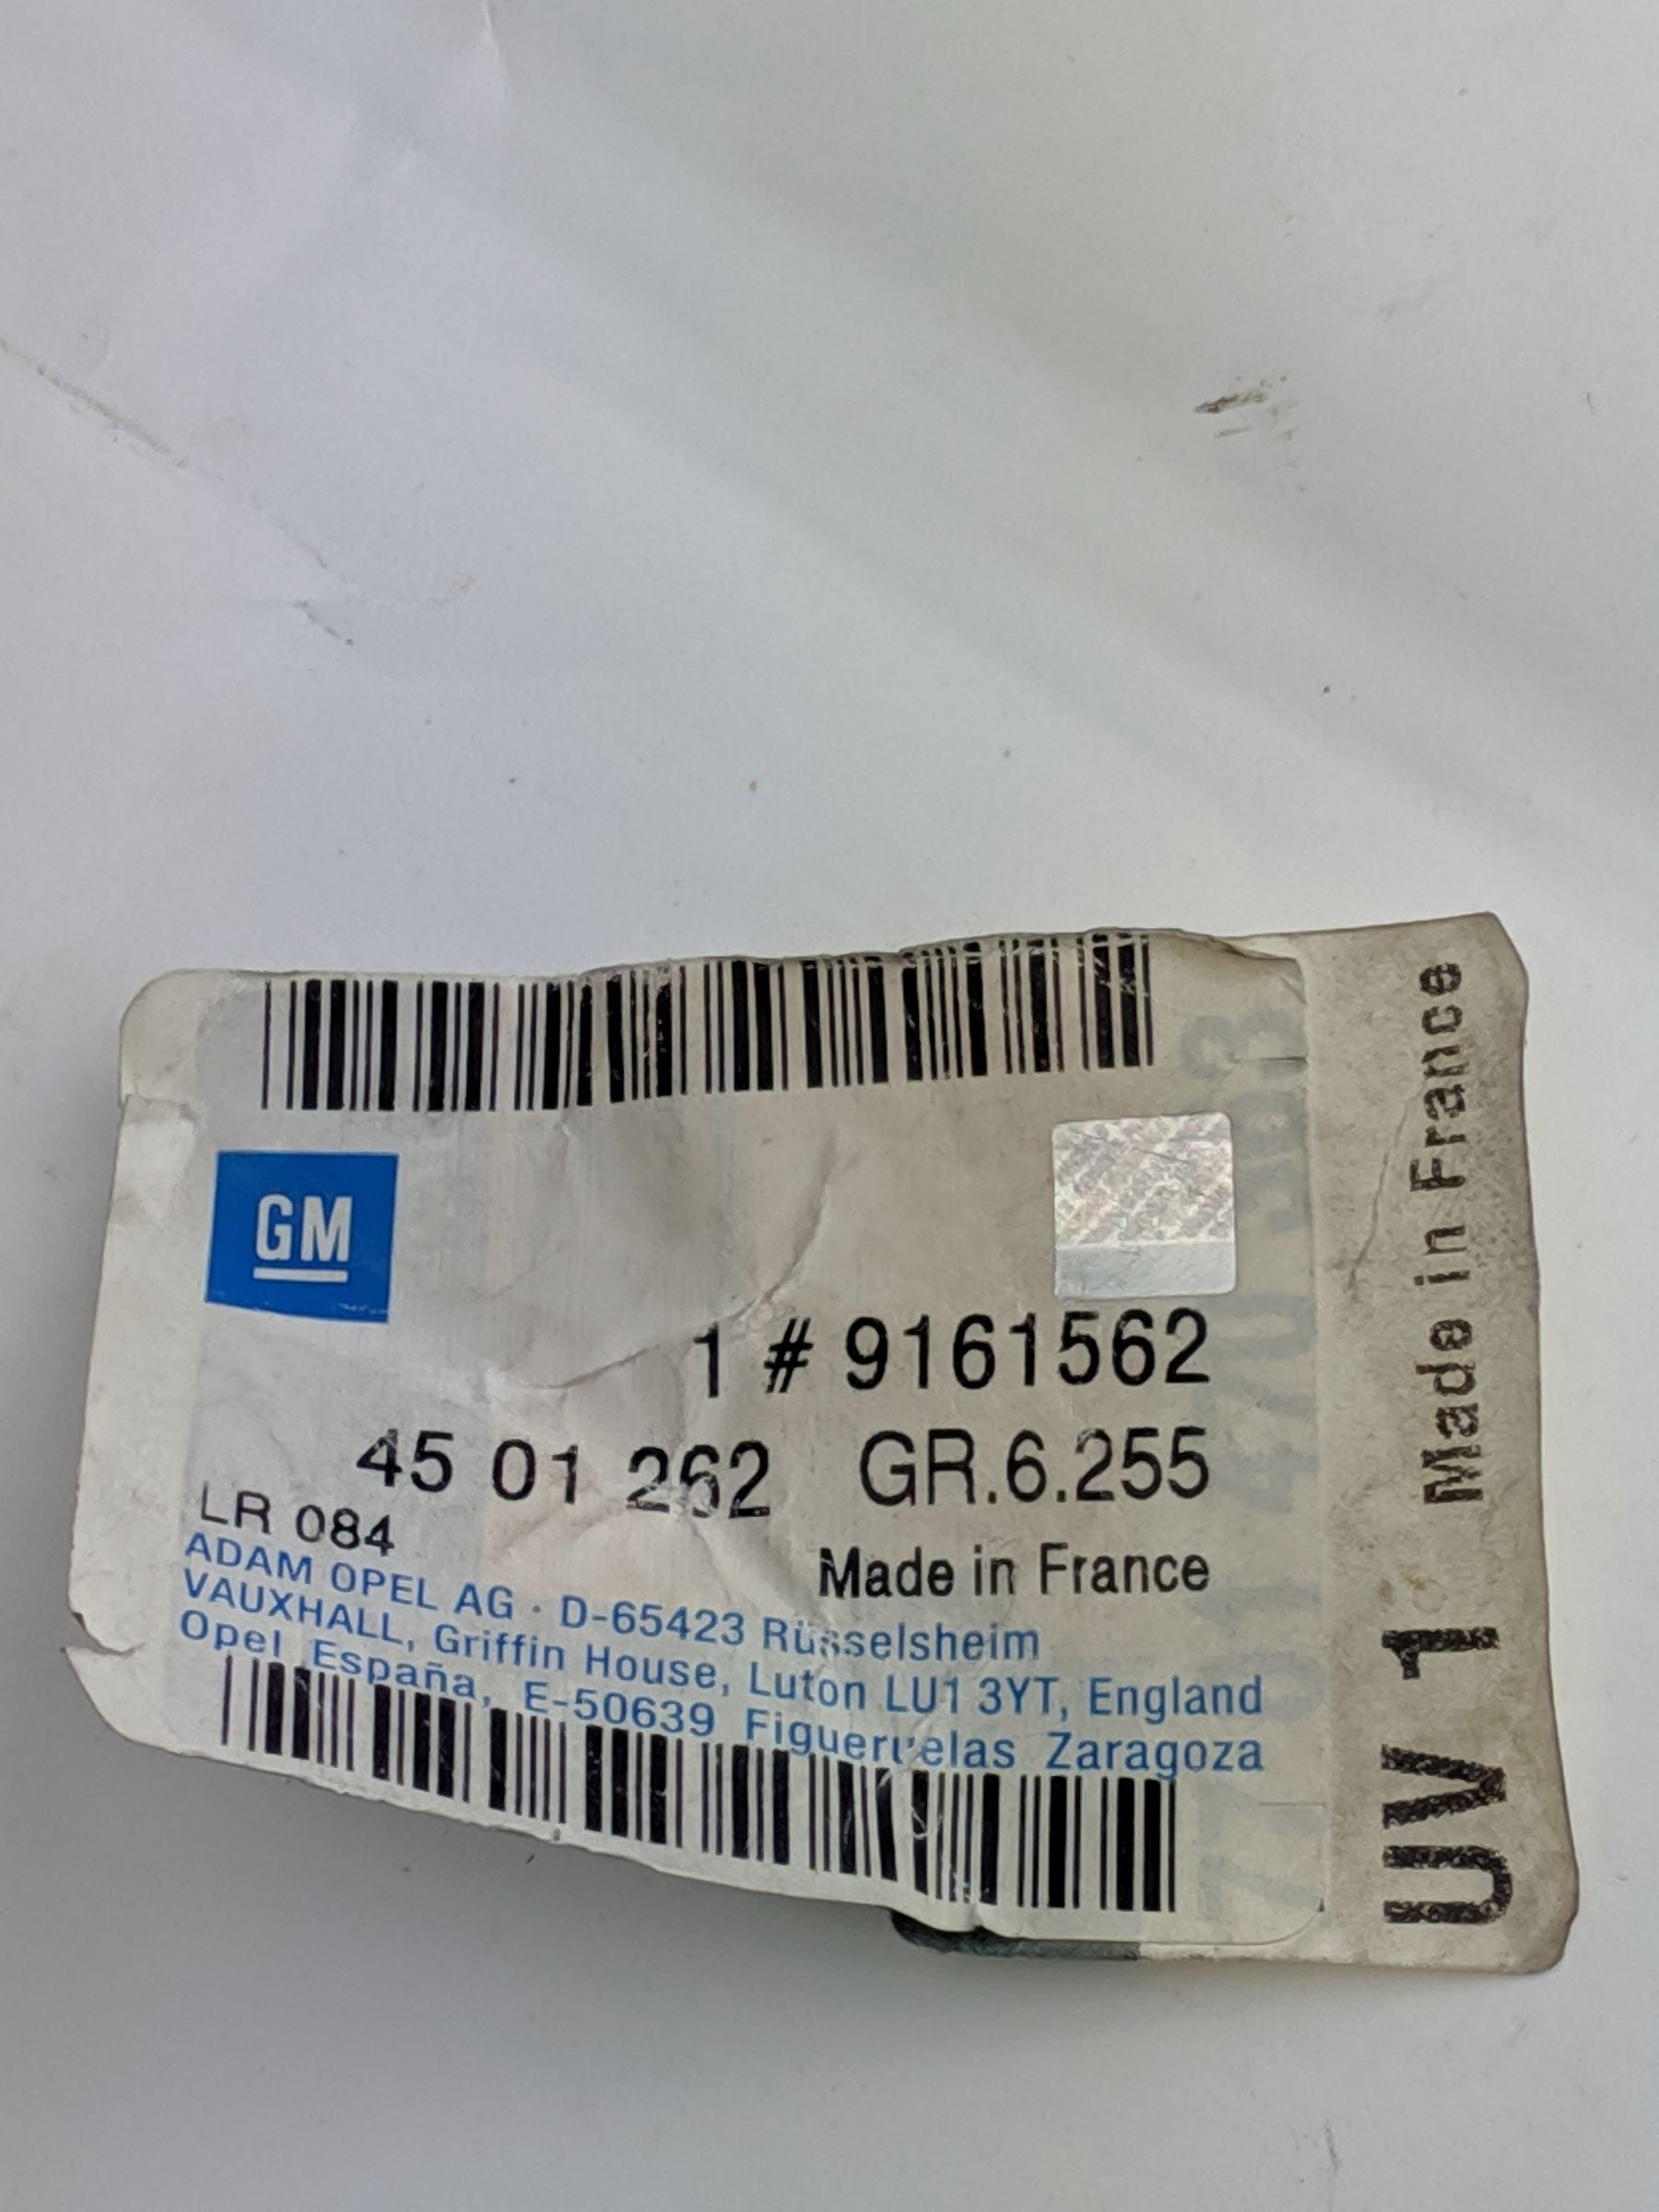 GM
1 # 9161562
45 01 262 GR.6.255
LR 084
Made in France
ADAM OPEL AG · D-65423 Rüsselsheim
VAUXHALL, Griffin House, Luton LU1 3YT, England
Opel España, E-50639 Figueruelas Zaragoza
UV 1 Made in France